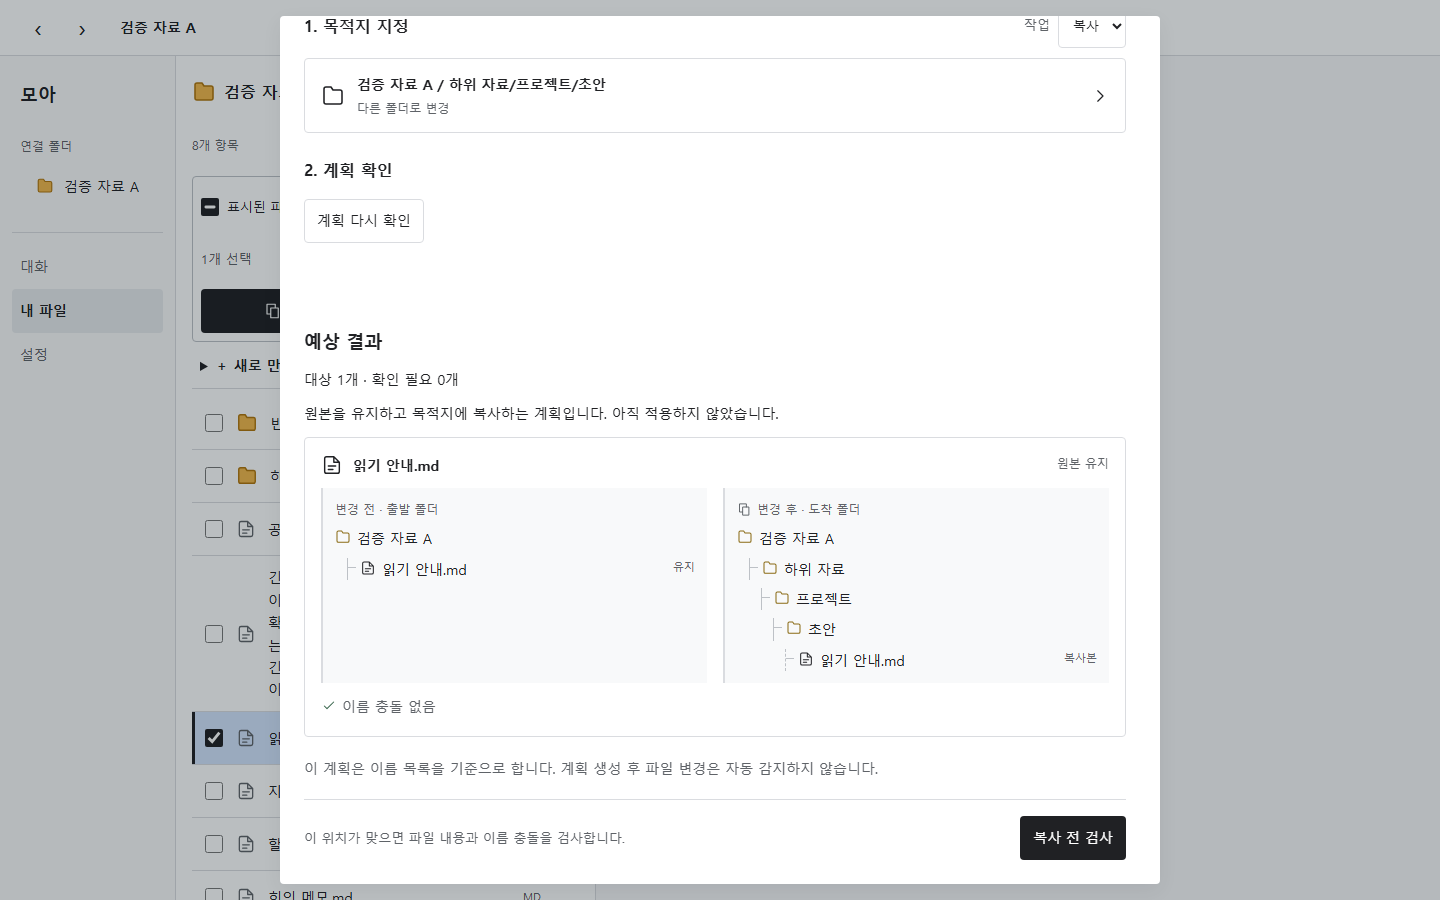 검증 자료 A
모아
연결 폴더
검증 자료 A
대화
내 파일
설정
검증
8개 항목
표시된
1개 선택
+ 새로
회의 메모.md
MD
1. 목적지 지정
작업
복사
검증 자료 A / 하위 자료/프로젝트/초안
다른 폴더로 변경
2. 계획 확인
계획 다시 확인
예상 결과
대상 1개 · 확인 필요 0개
원본을 유지하고 목적지에 복사하는 계획입니다. 아직 적용하지 않았습니다.
읽기 안내.md
원본 유지
변경 전 · 출발 폴더
검증 자료 A
읽기 안내.md
유지
변경 후 · 도착 폴더
검증 자료 A
하위 자료
프로젝트
초안
읽기 안내.md
복사본
이름 충돌 없음
이 계획은 이름 목록을 기준으로 합니다. 계획 생성 후 파일 변경은 자동 감지하지 않습니다.
이 위치가 맞으면 파일 내용과 이름 충돌을 검사합니다.
복사 전 검사